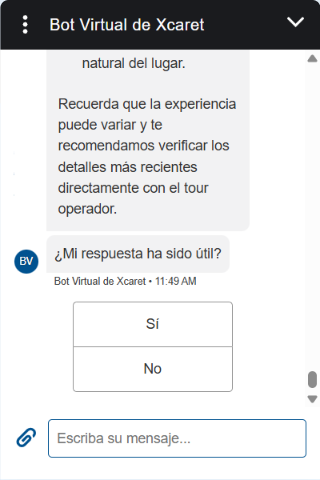 Bot Virtual de Xcaret
natural del lugar.
Recuerda que la experiencia
puede variar y te
recomendamos verificar los
detalles más recientes
directamente con el tour
operador.
¿Mi respuesta ha sido útil?
BV
Bot Virtual de Xcaret • 11:49 AM
Sí
No
Escriba su mensaje...